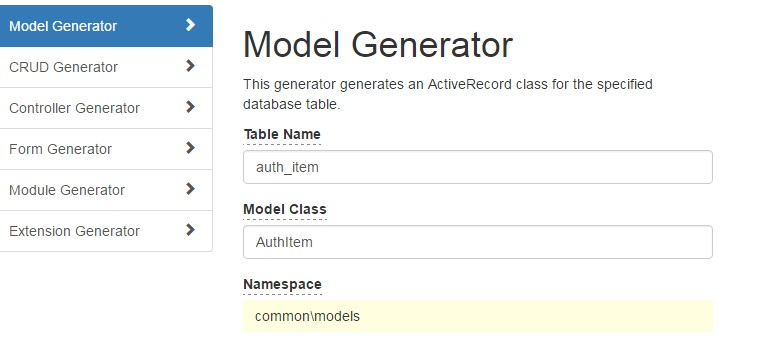 Model Generator
CRUD Generator
Controller Generator
Form Generator
Module Generator
Extension Generator
Model Generator
This generator generates an ActiveRecord class for the specified
database table.
Table Name
auth_item
Model Class
AuthItem
Namespace
common\models